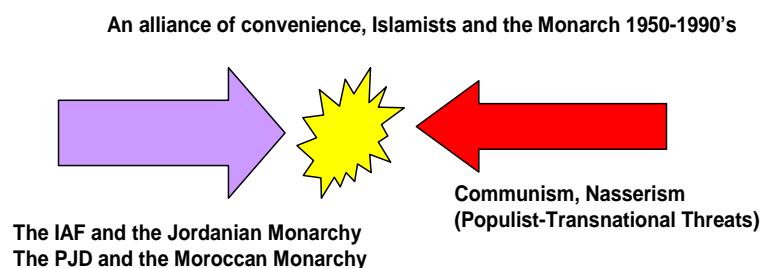 An alliance of convenience, Islamists and the Monarch 1950-1990's
Communism, Nasserism
(Populist-Transnational Threats)
The IAF and the Jordanian Monarchy
The PJD and the Moroccan Monarchy